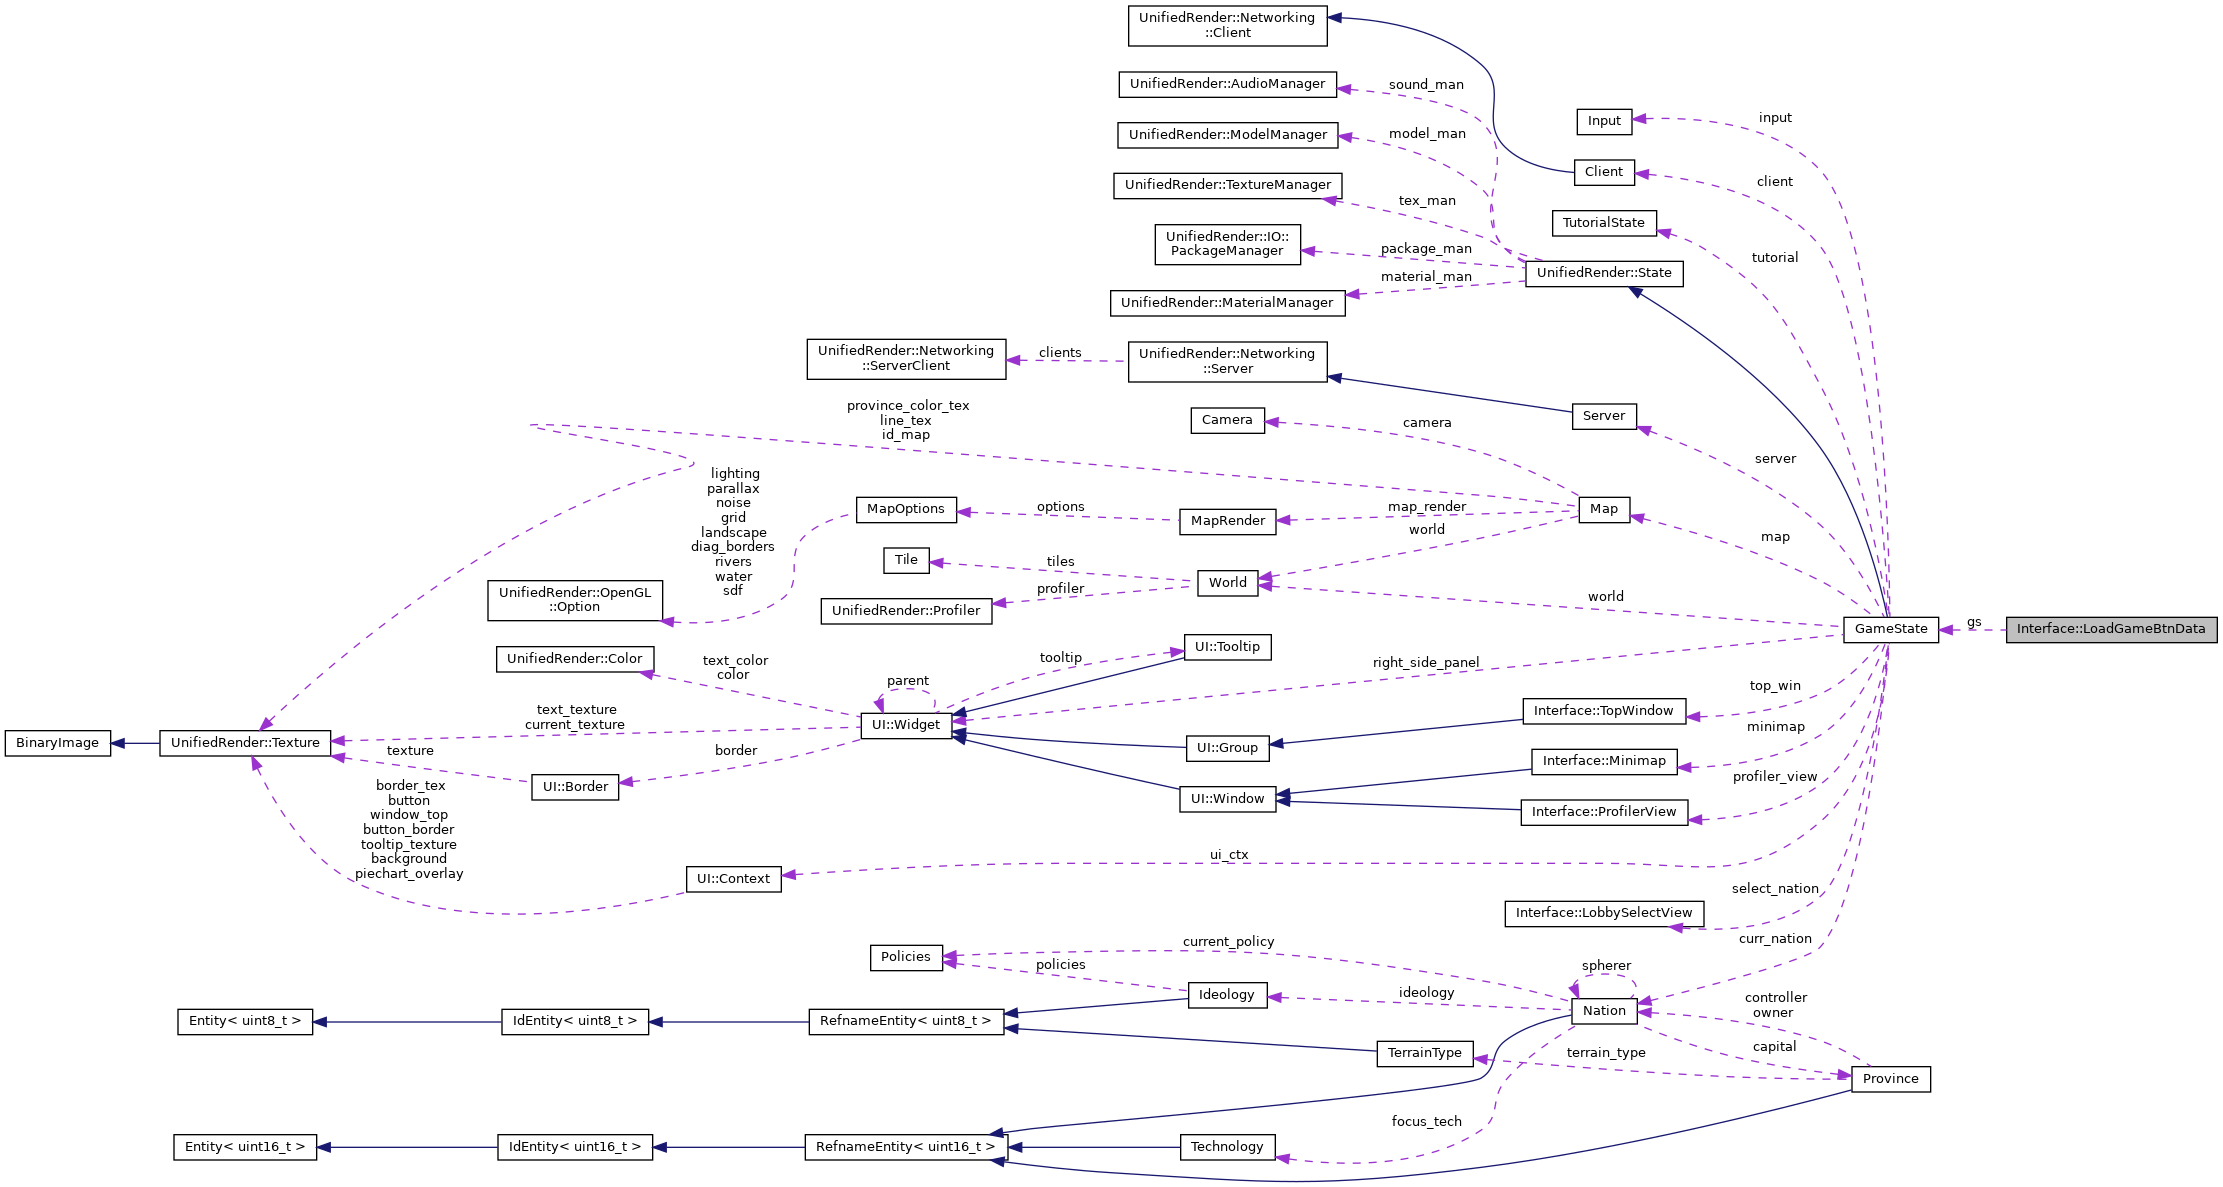 UnifiedRender::Networking
::Client
UnifiedRender::AudioManager
sound_man
Input
input
UnifiedRender::ModelManager
model_man
Client
client
UnifiedRender::TextureManager
tex_man
TutorialState
tutorial
UnifiedRender::IO::
PackageManager
package_man
UnifiedRender::State
material_man
UnifiedRender::MaterialManager
UnifiedRender::Networking
::ServerClient
clients
UnifiedRender::Networking
::Server
Server
server
province_color_tex
line_tex
id_map
Camera
camera
lighting
parallax
noise
grid
landscape
diag_borders
rivers
water
sdf
MapOptions
options
MapRender
map_render
Map
map
world
Tile
tiles
World
world
UnifiedRender::Profiler
profiler
UnifiedRender::OpenGL
::Option
GameState
gs
Interface::LoadGameBtnData
UnifiedRender::Color
text_color
color
tooltip
UI::Tooltip
right_side_panel
parent
UI::Widget
text_texture
current_texture
BinaryImage
UnifiedRender::Texture
texture
border
UI::Border
Interface::TopWindow
top_win
UI::Group
minimap
Interface::Minimap
UI::Window
profiler_view
Interface::ProfilerView
border_tex
button
window_top
button_border
tooltip_texture
background
piechart_overlay
UI::Context
ui_ctx
select_nation
Interface::LobbySelectView
curr_nation
Policies
current_policy
policies
spherer
Ideology
ideology
Nation
controller
owner
Entity< uint8_t >
IdEntity< uint8_t >
RefnameEntity< uint8_t >
TerrainType
terrain_type
capital
Province
focus_tech
Entity< uint16_t >
IdEntity< uint16_t >
RefnameEntity< uint16_t >
Technology